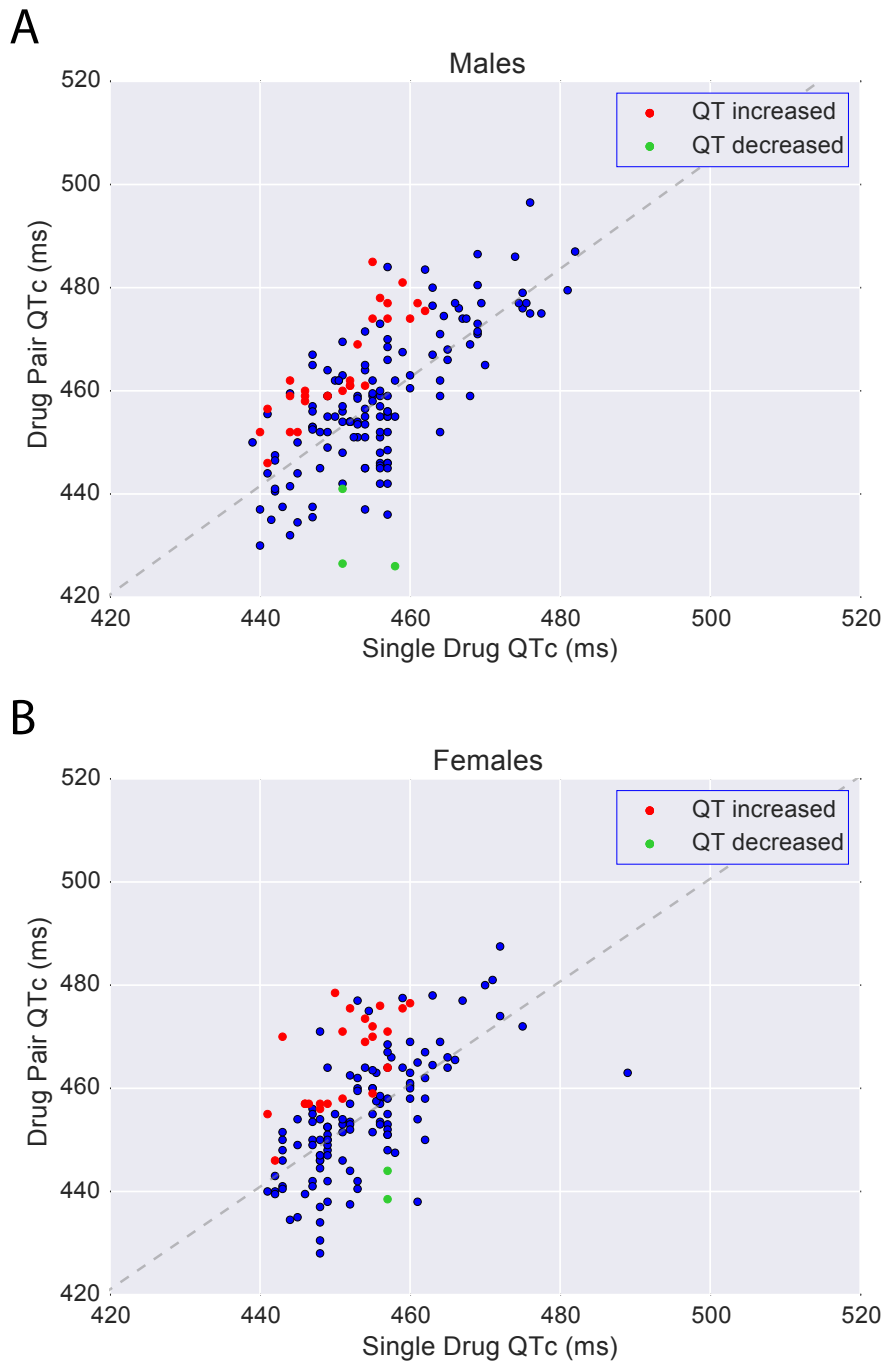 A
Males
520
500
480
460
440
420
Drug Pair QTc (ms)
QT increased
QT decreased
420 440 460 480 500 520
Single Drug QTc (ms)
B
Females
520
500
480
460
440
420
Drug Pair QTc (ms)
QT increased
QT decreased
420 440 460 480 500 520
Single Drug QTc (ms)